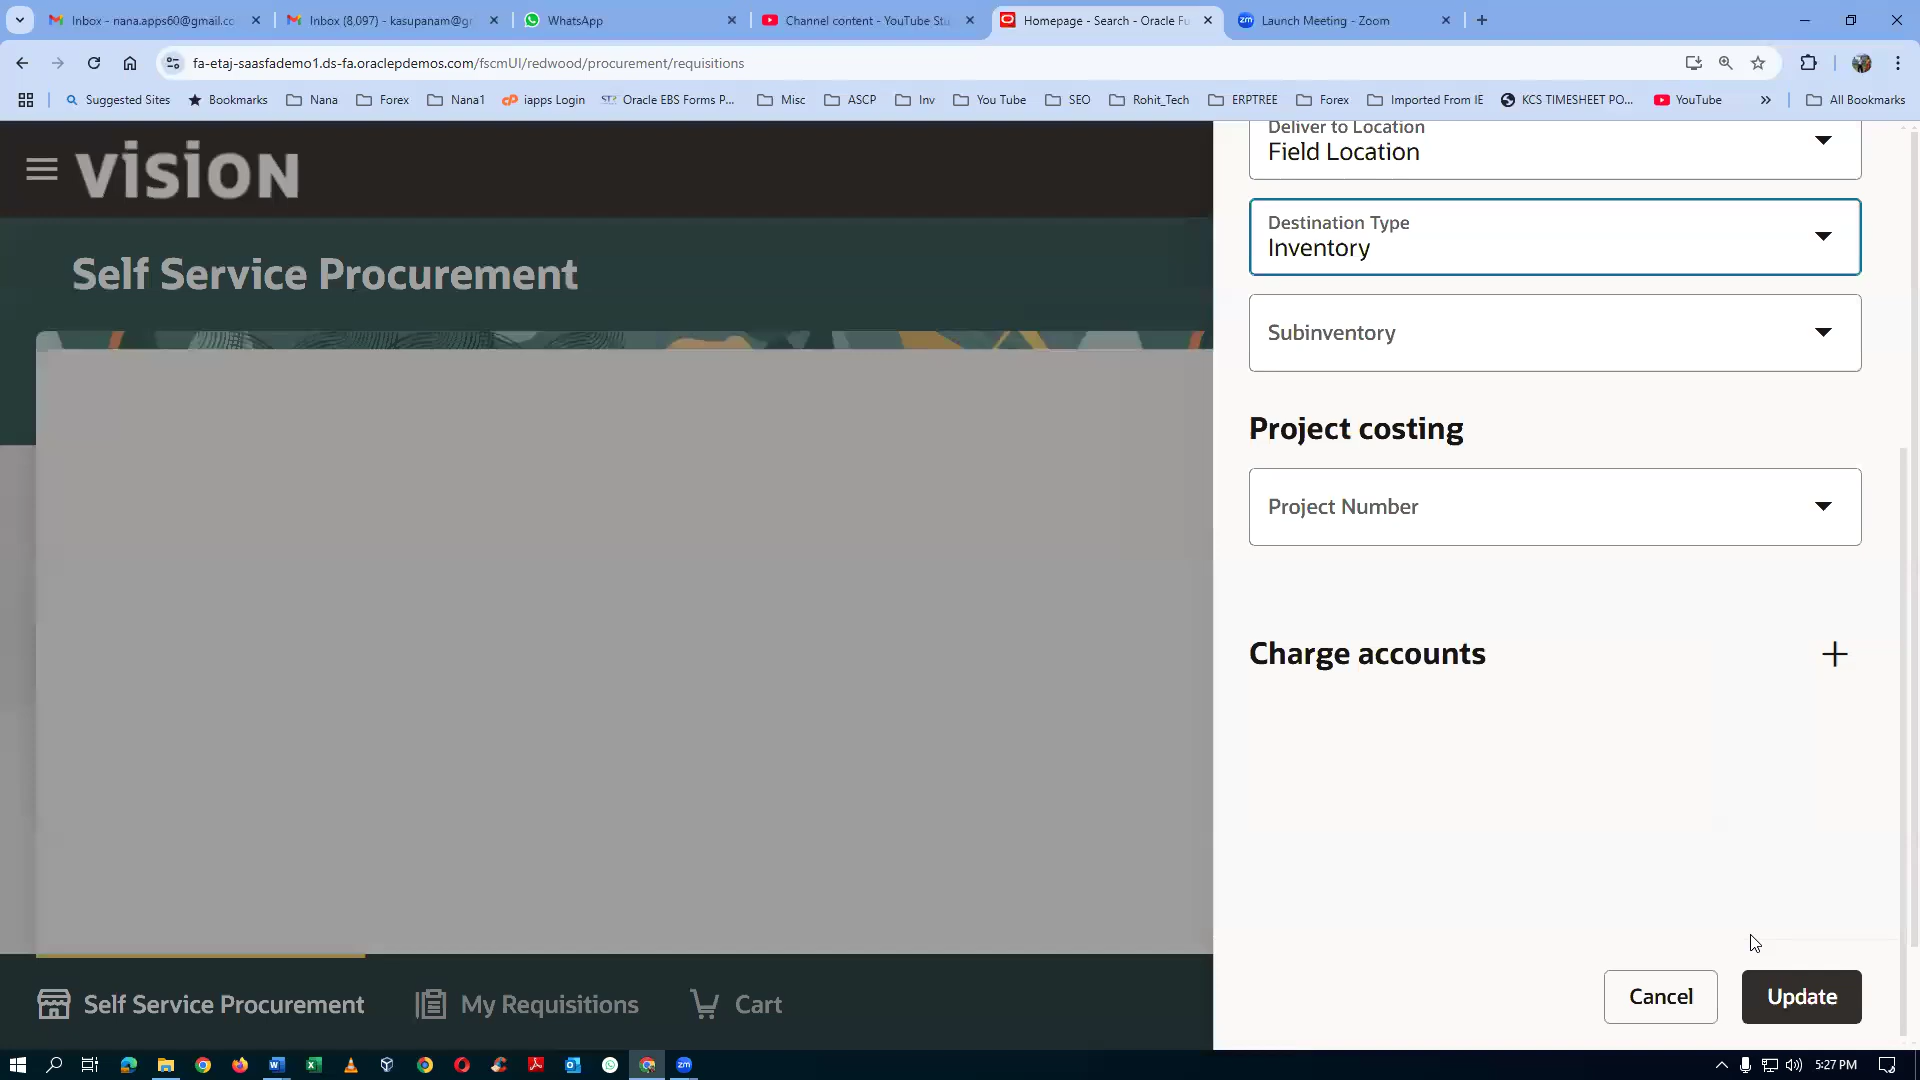 Inbox - nana.apps60@gmail.co
Inbox (8,097) - kasupanam@gr
WhatsApp
Channel content - YouTube Stu
Homepage - Search - Oracle Fu
Launch Meeting - Zoom
fa-etaj-saasfademo1.ds-fa.oraclepdemos.com/fscmUI/redwood/procurement/requisitions
Suggested Sites
Bookmarks
Nana
Forex
Nana1
iapps Login
Oracle EBS Forms P...
Misc
ASCP
Inv
You Tube
SEO
Rohit_Tech
ERPTREE
Forex
Imported From IE
KCS TIMESHEET PO...
YouTube
All Bookmarks
vision
Self Service Procurement
Deliver to Location
Field Location
Destination Type
Inventory
Subinventory
Project costing
Project Number
Charge accounts
Cancel
Update
Self Service Procurement
My Requisitions
Cart
5:27 PM